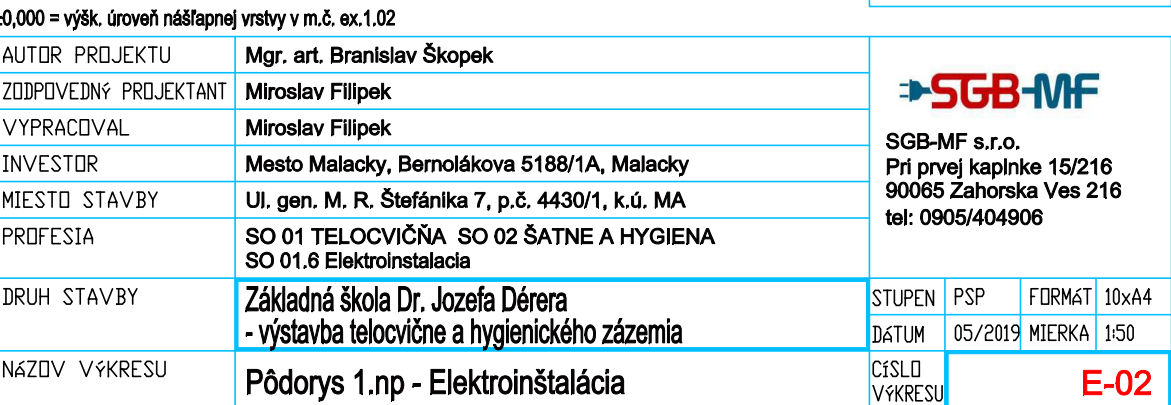 ±0,000 = výšk. úroveň nášľapnej vrstvy v m.č. ex.1.02
AUTOR PROJEKTU Mgr. art. Branislav Škopek
ZODPOVEDNÝ PROJEKTANT Miroslav Filipek
VYPRACOVAL Miroslav Filipek
INVESTOR Mesto Malacky, Bernolákova 5188/1A, Malacky
MIESTO STAVBY Ul. gen. M. R. Štefánika 7, p.č. 4430/1, k.ú. MA
PROFESIA SO 01 TELOCVIČŇA SO 02 ŠATNE A HYGIENA
SO 01.6 Elektroinstalacia
SGB-MF
SGB-MF s.r.o.
Pri prvej kaplnke 15/216
90065 Zahorska Ves 216
tel: 0905/404906
DRUH STAVBY Základná škola Dr. Jozefa Dérera
- výstavba telocvične a hygienického zázemia
STUPEN PSP FORMÁT 10xA4
DÁTUM 05/2019 MIERKA 1:50
NÁZOV VÝKRESU Pôdorys 1.np - Elektroinštalácia
ČÍSLO
VÝKRESU E-02